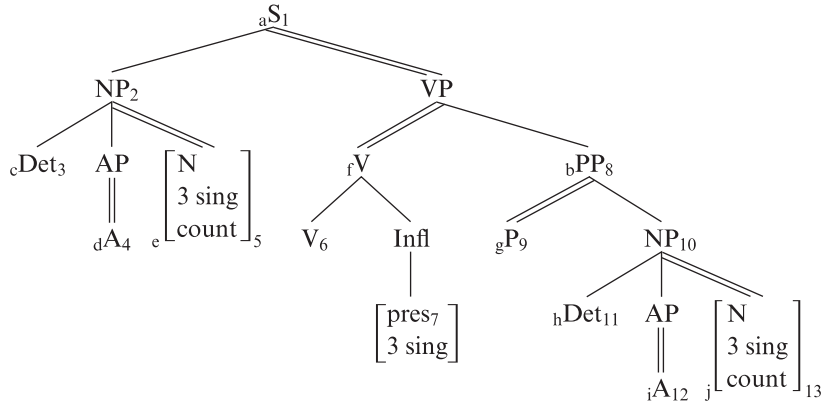 aS1
NP2 VP
cDet3 AP N fV bPP8
3 sing
count
e 5
dA4 V6 Infl gP9 NP10
pres7 hDet11 AP N
3 sing 3 sing
count
iA12 j 13